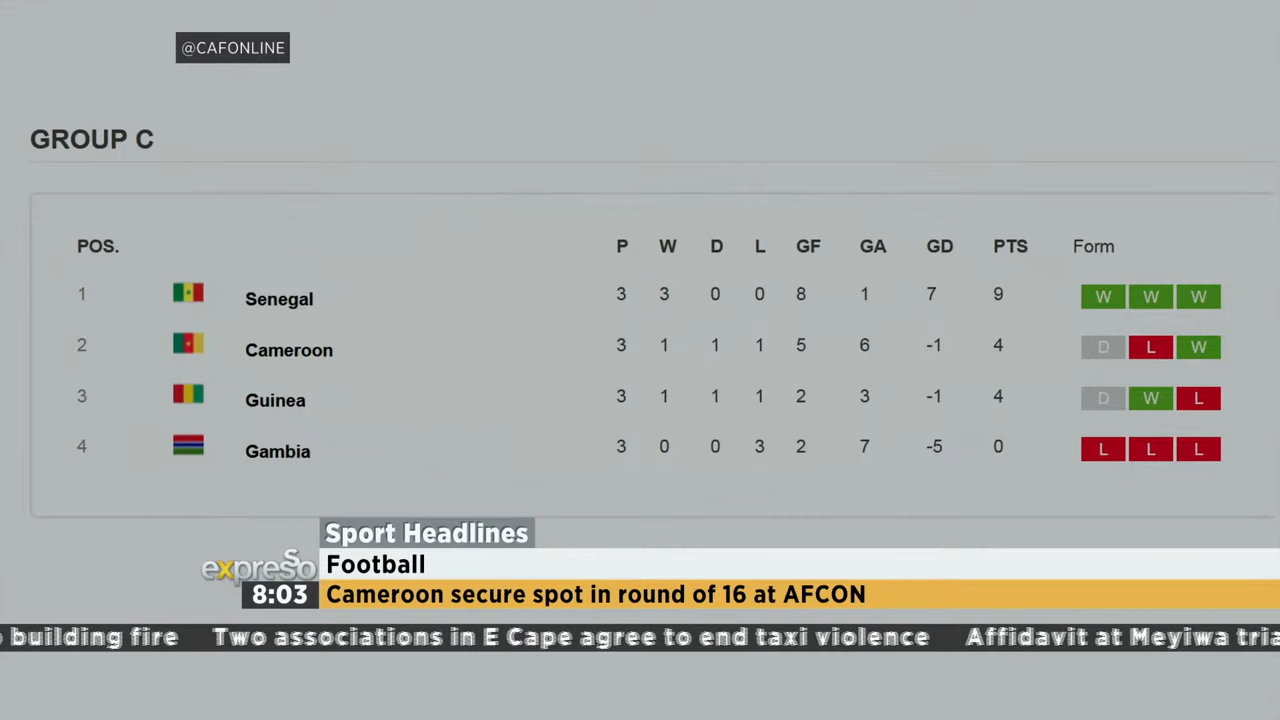 @CAFONLINE
GROUP C
POS. P W D L GF GA GD PTS Form
1 Senegal 3 3 0 0 8 1 7 9 W W W
2 Cameroon 3 1 1 1 5 6 -1 4 D L W
3 Guinea 3 1 1 1 2 3 -1 4 D W L
4 Gambia 3 0 0 3 2 7 -5 0 L L L
Sport Headlines
expresso
Football
8:03 Cameroon secure spot in round of 16 at AFCON
building fire Two associations in E Cape agree to end taxi violence Affidavit at Meyiwa